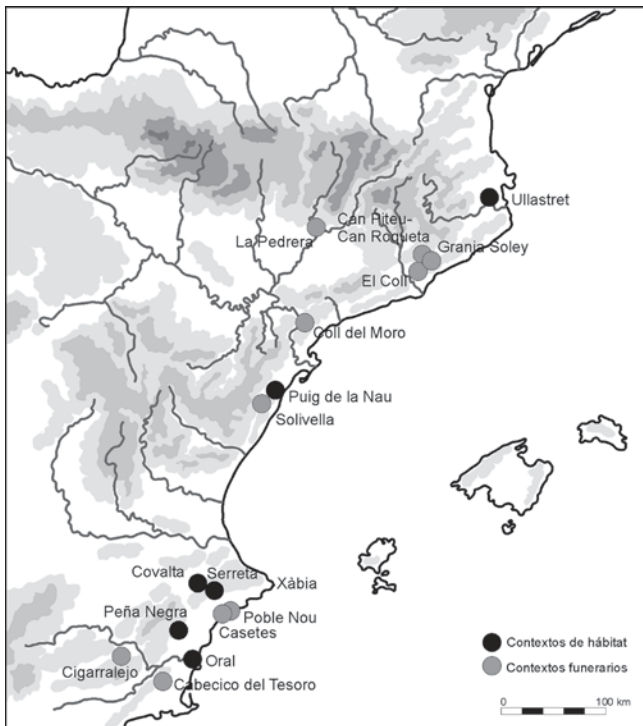 Ullastret
Can Piteu-
Can Roqueta
La Pedrera
Granja Soley
El Coll
Coll del Moro
Puig de la Nau
Solivella
Covalta
Serreta
Xàbia
Peña Negra
Poble Nou
Casetes
Oral
Cigarralejo
Cabecico del Tesoro
Contextos de hábitat
Contextos funerarios
0 100 km